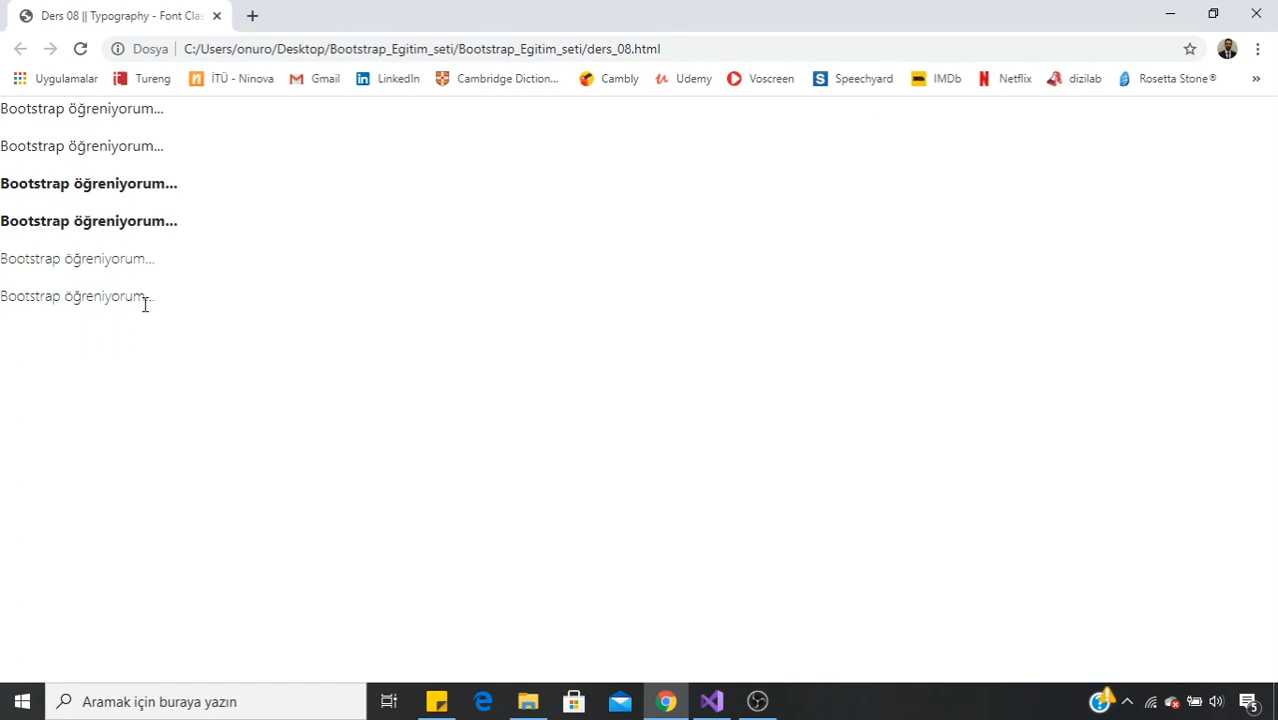 Ders 08 || Typography - Font Clas
Dosya
C:/Users/onuro/Desktop/Bootstrap_Egitim_seti/Bootstrap_Egitim_seti/ders_08.html
Uygulamalar Tureng İTÜ - Ninova Gmail LinkedIn Cambridge Diction... Cambly Udemy Voscreen Speechyard IMDb Netflix dizilab Rosetta Stone® »
Bootstrap öğreniyorum...
Bootstrap öğreniyorum...
Bootstrap öğreniyorum...
Bootstrap öğreniyorum...
Bootstrap öğreniyorum...
Bootstrap öğreniyorum...
Aramak için buraya yazın
5